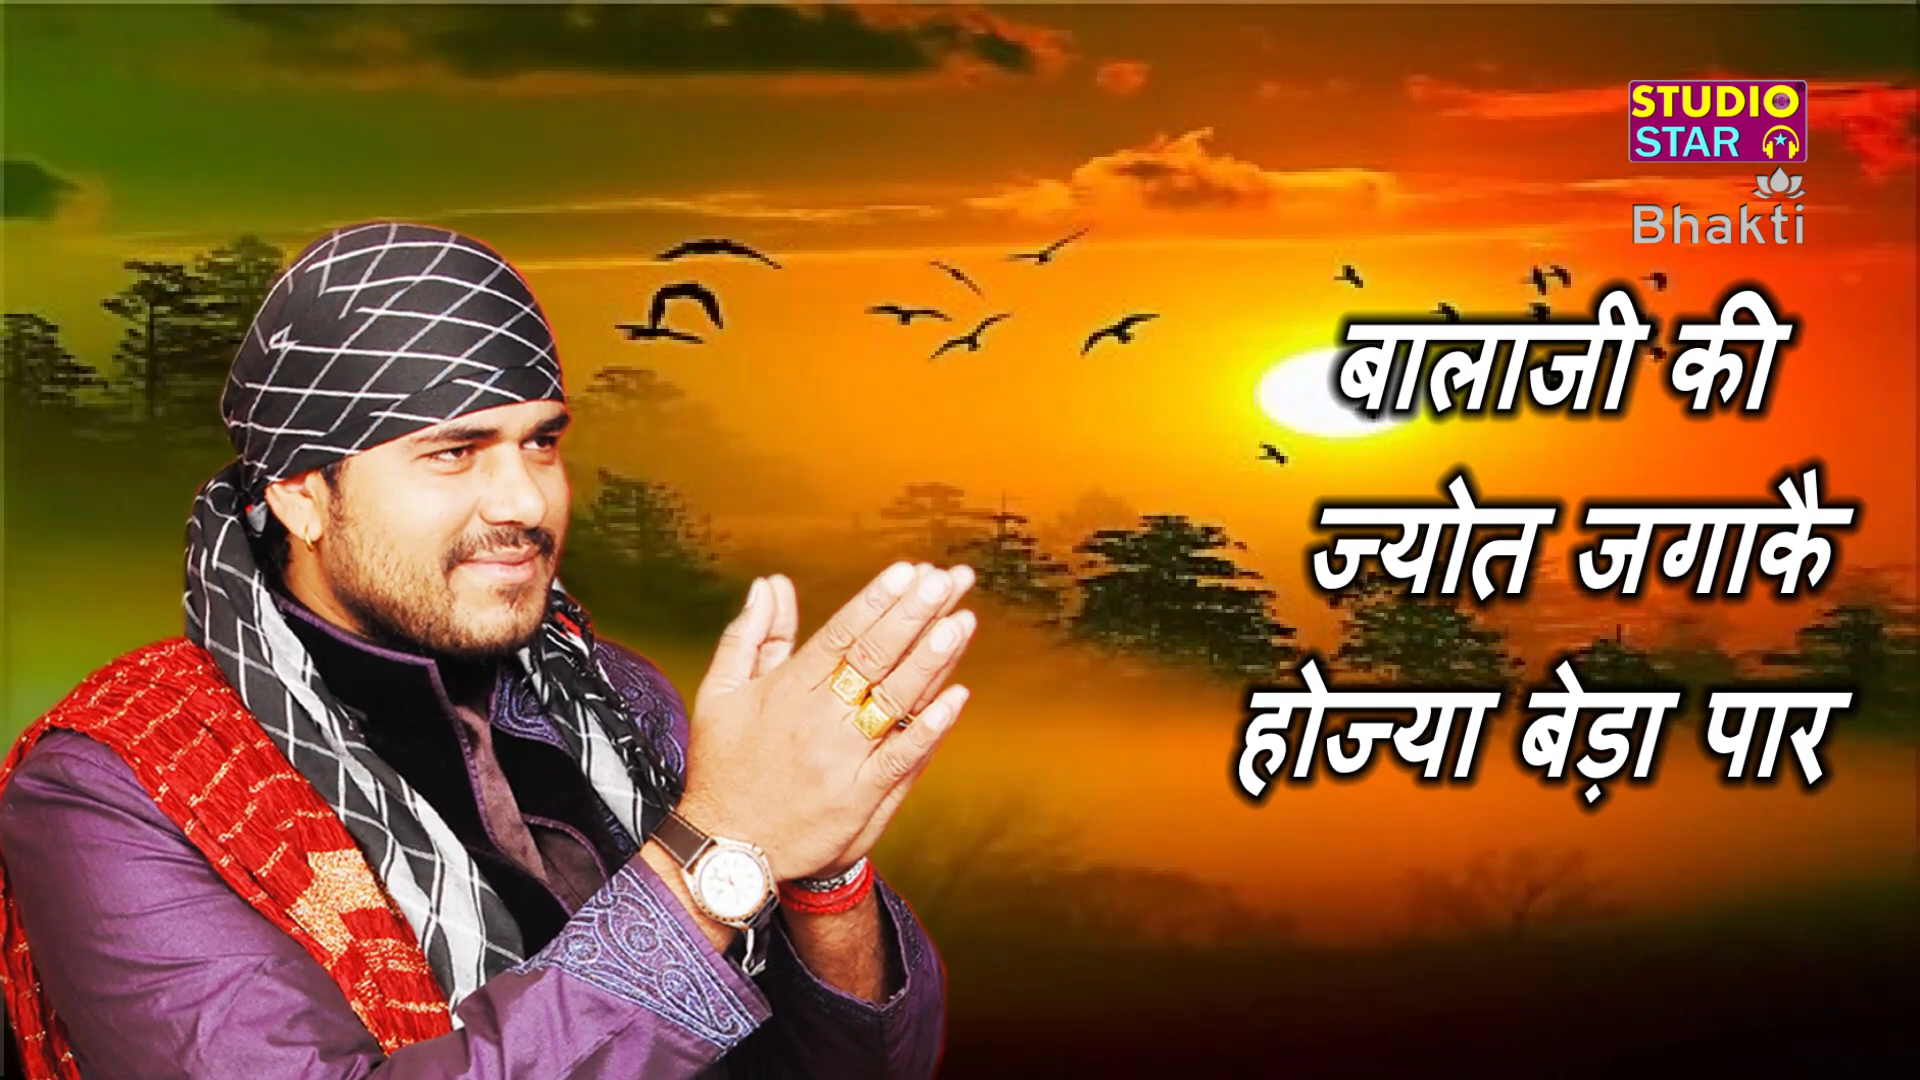 STUDIO
STAR
Bhakti
बालाजी की
ज्योत जगाकै
होज्या बेड़ा पार